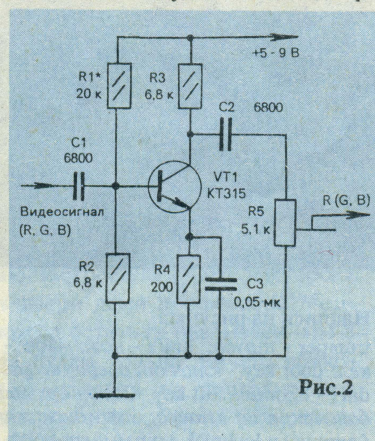 +5 - 9 В
R1*
20 к
R3
6,8 к
C2
6800
C1
6800
VT1
КТ315
R (G, B)
R5
5,1 к
Видеосигнал
(R, G, B)
R2
6,8 к
R4
200
C3
0,05 мк
Рис.2